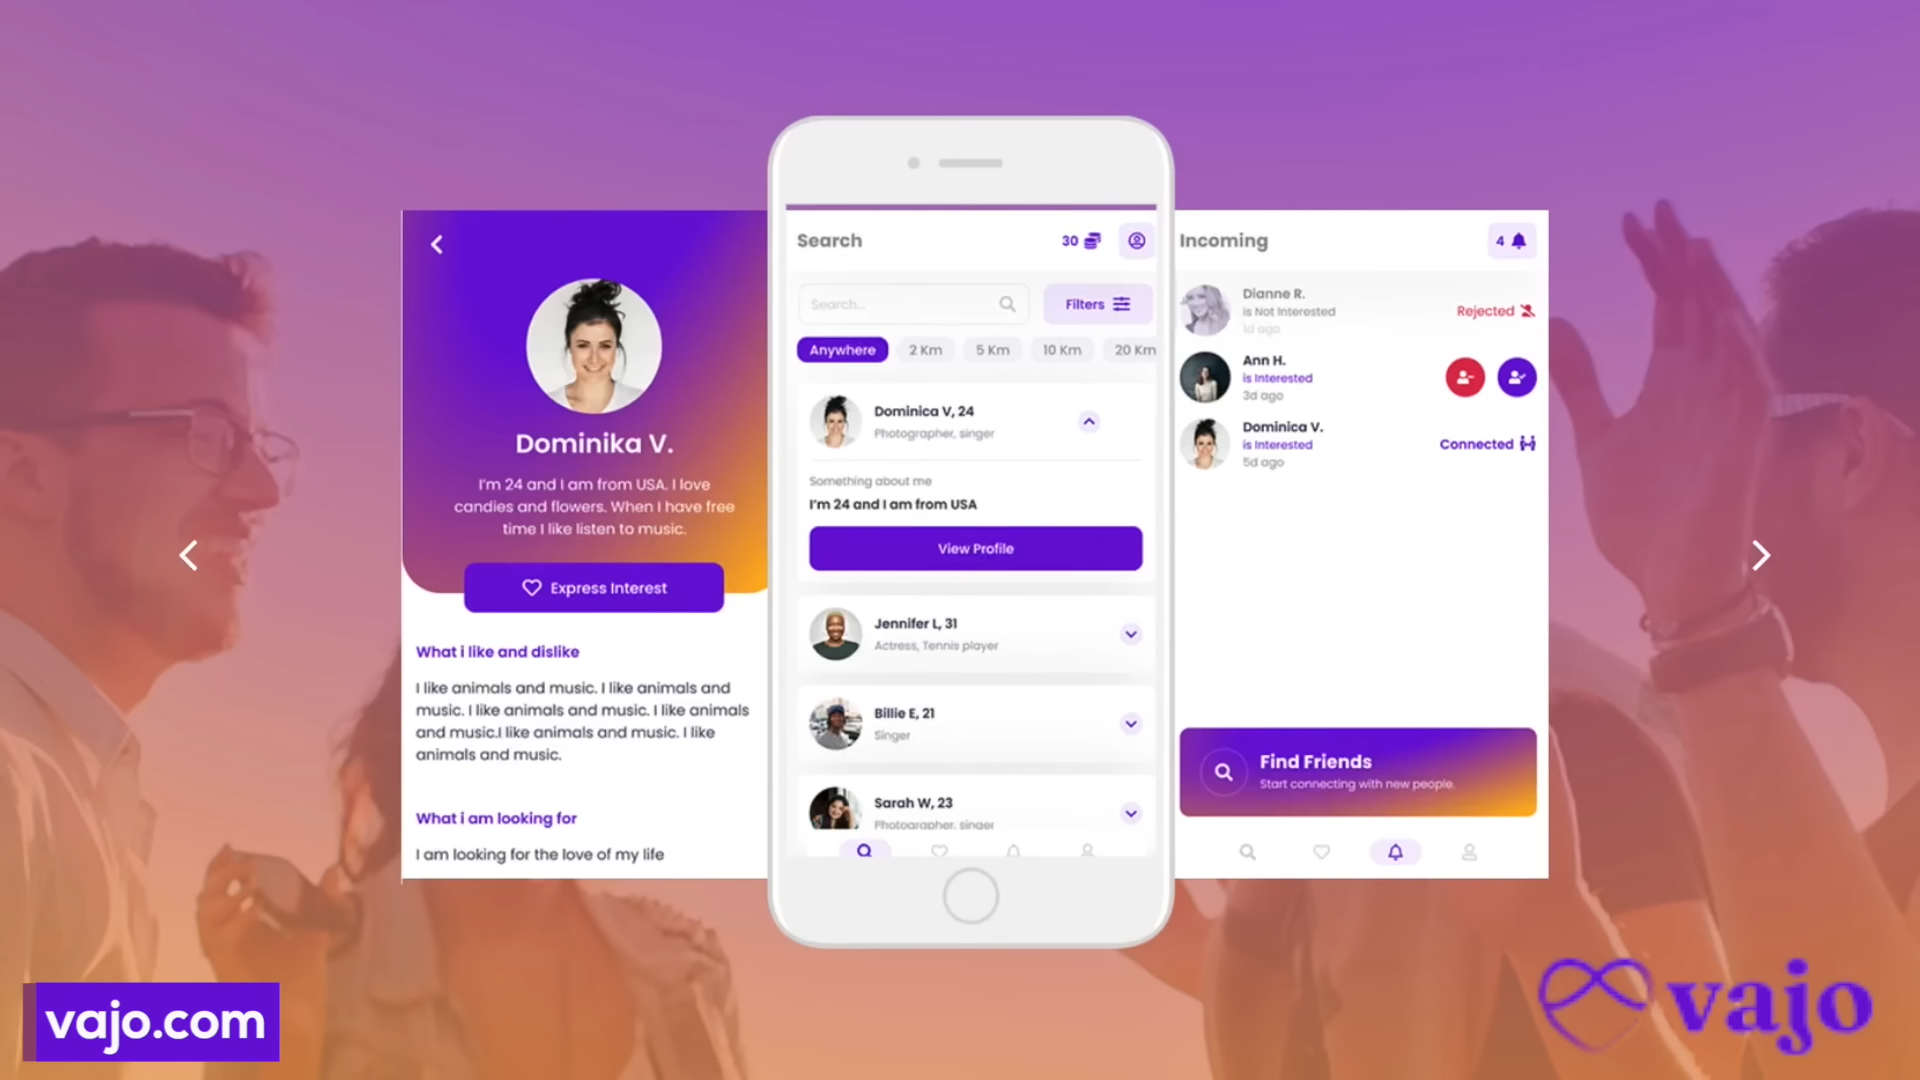 Dominika V.
I'm 24 and I am from USA. I love
candies and flowers. When I have free
time I like listen to music.
Express Interest
What i like and dislike
I like animals and music. I like animals and
music. I like animals and music. I like animals
and music.I like animals and music. I like
animals and music.
What i am looking for
I am looking for the love of my life
Search
30
Search...
Filters
Anywhere
2 Km
5 Km
10 Km
20 Km
Dominica V, 24
Photographer, singer
Something about me
I'm 24 and I am from USA
View Profile
Jennifer L, 31
Actress, Tennis player
Billie E, 21
Singer
Sarah W, 23
Photographer, singer
Incoming
4
Dianne R.
is Not Interested
1d ago
Rejected
Ann H.
is Interested
3d ago
Dominica V.
is Interested
5d ago
Connected
Find Friends
Start connecting with new people.
vajo.com
vajo